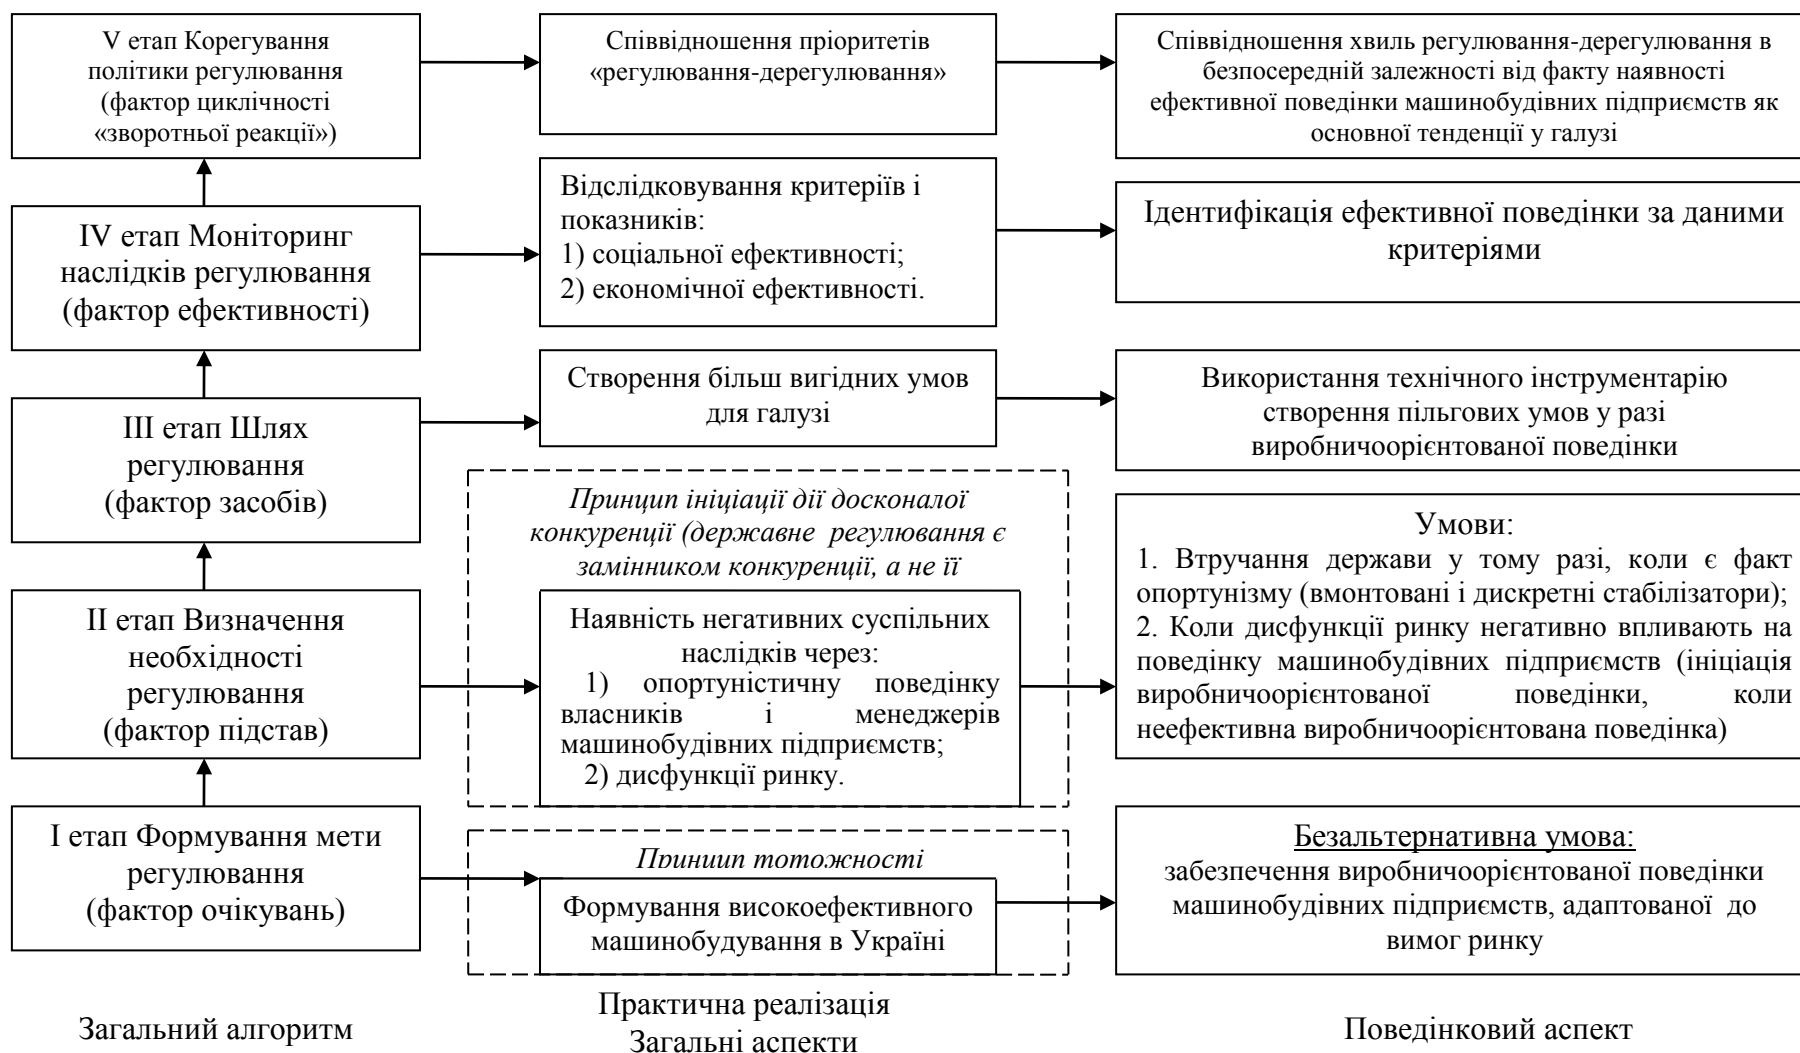 V етап Корегування
політики регулювання
(фактор циклічності
«зворотньої реакції»)
Співвідношення пріоритетів
«регулювання-дерегулювання»
Співвідношення хвиль регулювання-дерегулювання в
безпосередній залежності від факту наявності
ефективної поведінки машинобудівних підприємств як
основної тенденції у галузі
IV етап Моніторинг
наслідків регулювання
(фактор ефективності)
Відслідковування критеріїв і
показників:
1) соціальної ефективності;
2) економічної ефективності.
Ідентифікація ефективної поведінки за даними
критеріями
III етап Шлях
регулювання
(фактор засобів)
Створення більш вигідних умов
для галузі
Використання технічного інструментарію
створення пільгових умов у разі
виробничоорієнтованої поведінки
Принцип ініціації дії досконалої
конкуренції (державне регулювання є
замінником конкуренції, а не її
II етап Визначення
необхідності
регулювання
(фактор підстав)
Наявність негативних суспільних
наслідків через:
1) опортуністичну поведінку
власників і менеджерів
машинобудівних підприємств;
2) дисфункції ринку.
Умови:
1. Втручання держави у тому разі, коли є факт
опортунізму (вмонтовані і дискретні стабілізатори);
2. Коли дисфункції ринку негативно впливають на
поведінку машинобудівних підприємств (ініціація
виробничоорієнтованої поведінки, коли
неефективна виробничоорієнтована поведінка)
I етап Формування мети
регулювання
(фактор очікувань)
Принцип тотожності
Формування високоефективного
машинобудування в Україні
Безальтернативна умова:
забезпечення виробничоорієнтованої поведінки
машинобудівних підприємств, адаптованої до
вимог ринку
Загальний алгоритм
Практична реалізація
Загальні аспекти
Поведінковий аспект